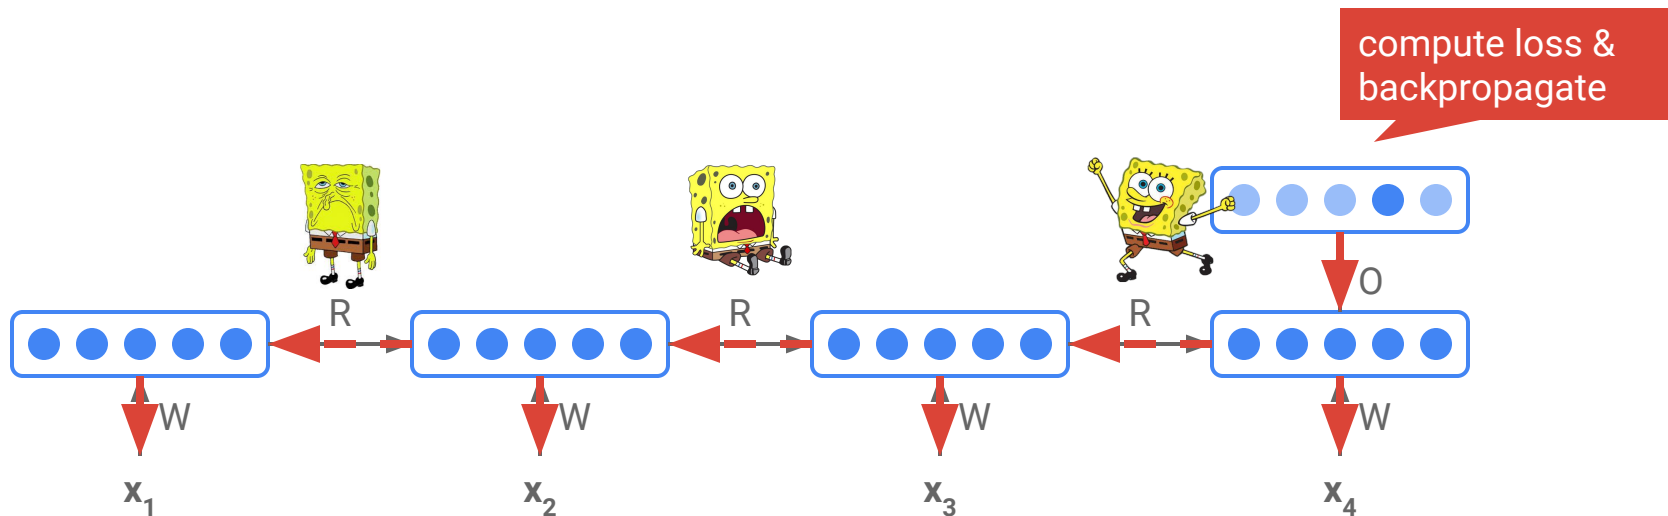 compute loss &
backpropagate
O
R R R
W W W W
x1 x2 x3 x4